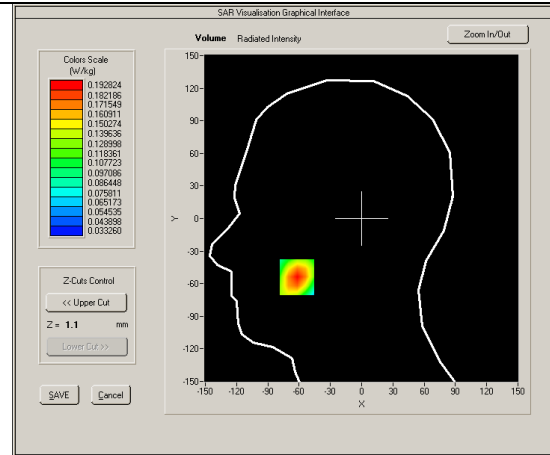 SAR Visualisation Graphical Interface
Volume Radiated Intensity
Zoom In/Out
Colors Scale
(W/kg)
0.192824
0.182186
0.171549
0.160911
0.150274
0.139636
0.128998
0.118361
0.107723
0.097086
0.086448
0.075811
0.065173
0.054535
0.043898
0.033260
Z-Cuts Control
<< Upper Cut
Z = 1.1 mm
Lower Cut >>
SAVE Cancel
150
120
90
60
30
0
-30
-60
-90
-120
-150
Y
-150 -120 -90 -60 -30 0 30 60 90 120 150
X